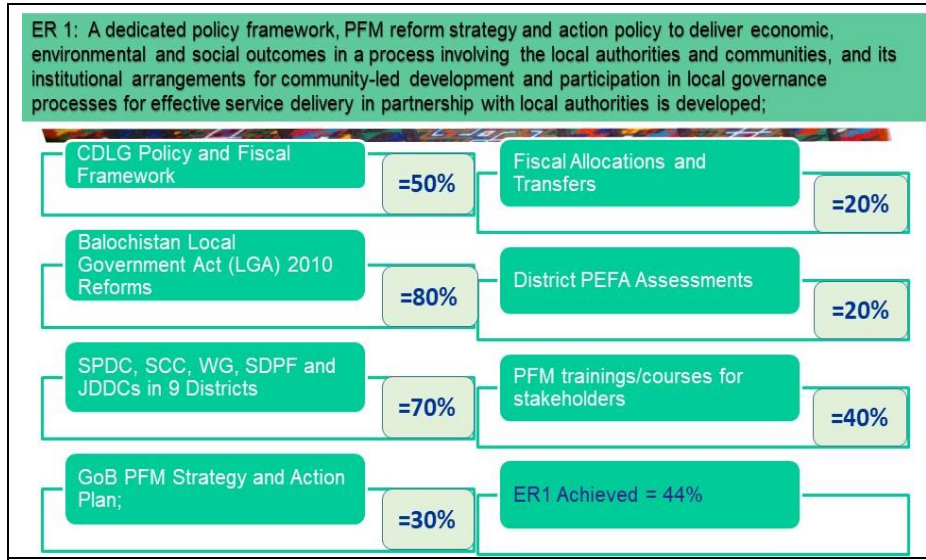 ER 1:  A dedicated policy framework, PFM reform strategy and action policy to deliver economic,
environmental and social outcomes in a process involving the local authorities and communities, and its
institutional arrangements for community-led development and participation in local governance
processes for effective service delivery in partnership with local authorities is developed;
CDLG Policy and Fiscal
Framework
=50%
Fiscal Allocations and
Transfers
=20%
Balochistan Local
Government Act (LGA) 2010
Reforms
=80%
District PEFA Assessments
=20%
SPDC, SCC, WG, SDPF and
JDDCs in 9 Districts
=70%
PFM trainings/courses for
stakeholders
=40%
GoB PFM Strategy and Action
Plan;
=30%
ER1 Achieved = 44%